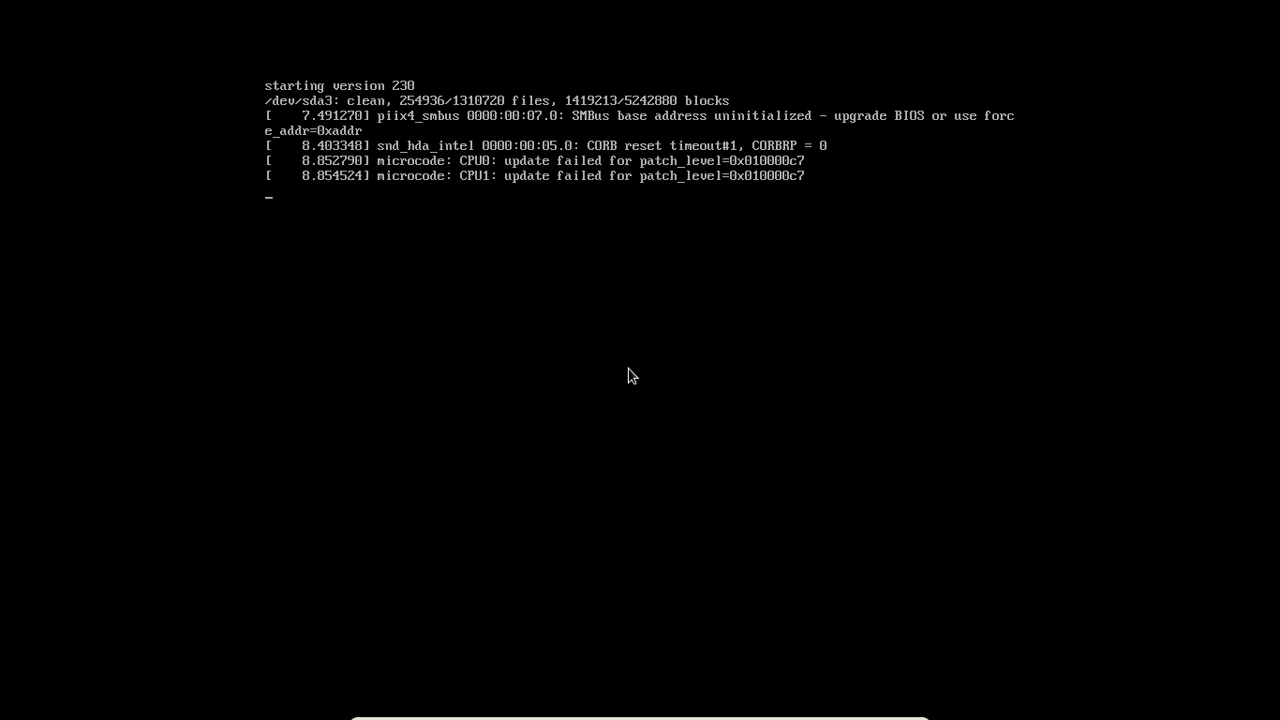 starting version 230
/dev/sda3: clean, 254936/1310720 files, 1419213/5242880 blocks
[    7.491270] piix4_smbus 0000:00:07.0: SMBus base address uninitialized - upgrade BIOS or use forc
e_addr=0xaddr
[    8.403348] snd_hda_intel 0000:00:05.0: CORB reset timeout#1, CORBRP = 0
[    8.852790] microcode: CPU0: update failed for patch_level=0x010000c7
[    8.854524] microcode: CPU1: update failed for patch_level=0x010000c7